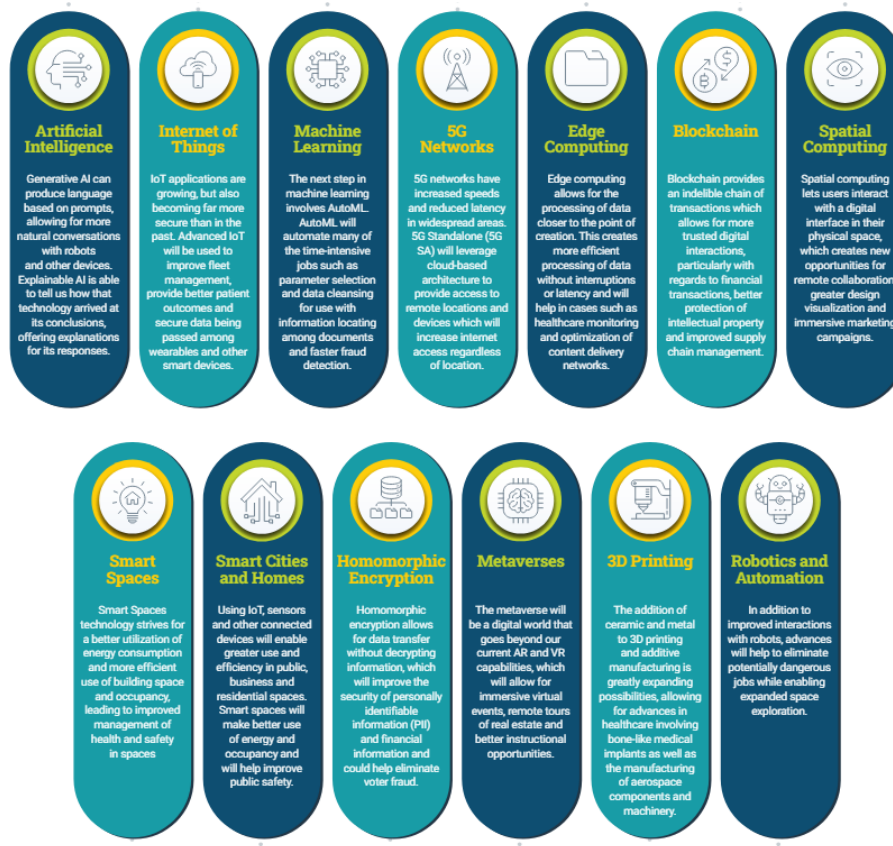 Artificial
Intelligence
Generative AI can
produce language
based on prompts,
allowing for more
natural conversations
with robots
and other devices.
Explainable AI is able
to tell us how that
technology arrived at
its conclusions,
offering explanations
for its responses.
Internet of
Things
IoT applications are
growing, but also
becoming far more
secure than in the
past. Advanced IoT
will be used to
improve fleet
management,
provide better patient
outcomes and
secure data being
passed among
wearables and other
smart devices.
Machine
Learning
The next step in
machine learning
involves AutoML.
AutoML will
automate many of
the time-intensive
jobs such as
parameter selection
and data cleansing
for use with
information locating
among documents
and faster fraud
detection.
5G
Networks
5G networks have
increased speeds
and reduced latency
in widespread areas.
5G Standalone (5G
SA) will leverage
cloud-based
architecture to
provide access to
remote locations and
devices which will
increase internet
access regardless
of location.
Edge
Computing
Edge computing
allows for the
processing of data
closer to the point of
creation. This creates
more efficient
processing of data
without interruptions
or latency and will
help in cases such as
healthcare monitoring
and optimization of
content delivery
networks.
Blockchain
Blockchain provides
an indelible chain of
transactions which
allows for more
trusted digital
interactions,
particularly with
regards to financial
transactions, better
protection of
intellectual property
and improved supply
chain management.
Spatial
Computing
Spatial computing
lets users interact
with a digital
interface in their
physical space,
which creates new
opportunities for
remote collaboration,
greater design
visualization and
immersive marketing
campaigns.
Smart
Spaces
Smart Spaces
technology strives for
a better utilization of
energy consumption
and more efficient
use of building space
and occupancy,
leading to improved
management of
health and safety
in spaces
Smart Cities
and Homes
Using IoT, sensors
and other connected
devices will enable
greater use and
efficiency in public,
business and
residential spaces.
Smart spaces will
make better use
of energy and
occupancy and
will help improve
public safety.
Homomorphic
Encryption
Homomorphic
encryption allows
for data transfer
without decrypting
information, which
will improve the
security of personally
identifiable
information (PII)
and financial
information and
could help eliminate
voter fraud.
Metaverses
The metaverse will
be a digital world that
goes beyond our
current AR and VR
capabilities, which
will allow for
immersive virtual
events, remote tours
of real estate and
better instructional
opportunities.
3D Printing
The addition of
ceramic and metal
to 3D printing
and additive
manufacturing is
greatly expanding
possibilities, allowing
for advances in
healthcare involving
bone-like medical
implants as well as
the manufacturing
of aerospace
components and
machinery.
Robotics and
Automation
In addition to
improved interactions
with robots, advances
will help to eliminate
potentially dangerous
jobs while enabling
expanded space
exploration.